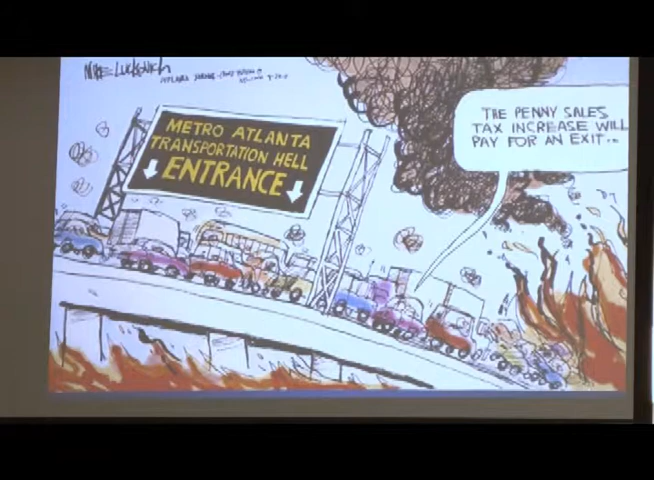 MIKE LUCKOVICH
METRO ATLANTA
TRANSPORTATION HELL
ENTRANCE
THE PENNY SALES
TAX INCREASE WILL
PAY FOR AN EXIT...